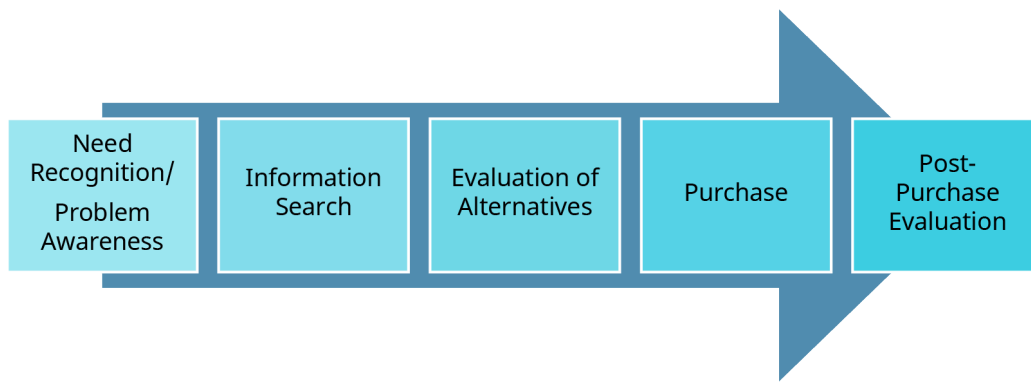 Need
Recognition/
Problem
Awareness
Information
Search
Evaluation of
Alternatives
Purchase
Post-
Purchase
Evaluation